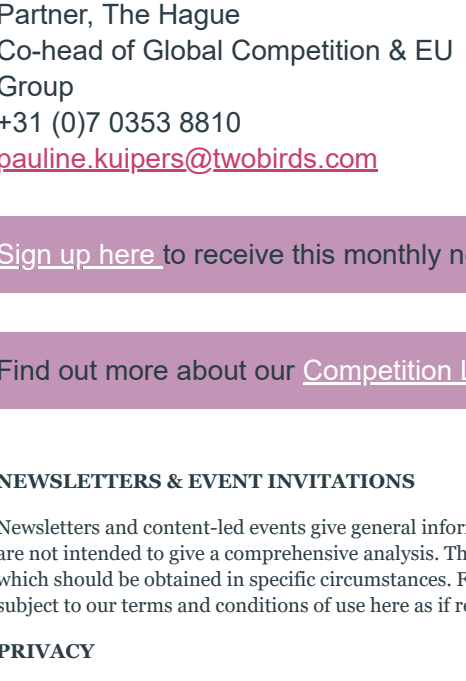 Partner, The Hague
Co-head of Global Competition & EU
Group
+31 (0)7 0353 8810
pauline.kuipers@twobirds.com
Sign up here to receive this monthly
Find out more about our Competition
NEWSLETTERS & EVENT INVITATIONS
Newsletters and content-led events give general
are not intended to give a comprehensive analysis.
which should be obtained in specific circumstances.
subject to our terms and conditions of use here as if
PRIVACY